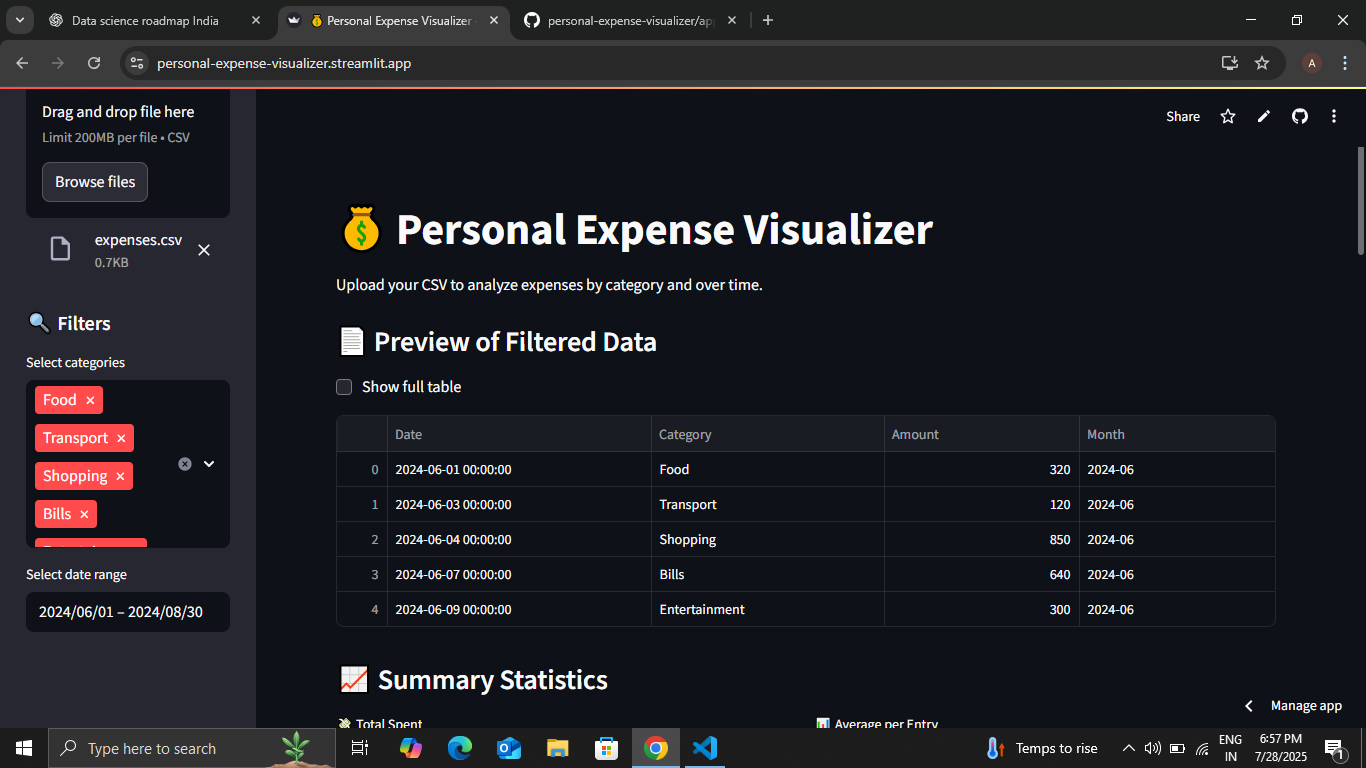 Data science roadmap India
Personal Expense Visualizer
personal-expense-visualizer/ap
personal-expense-visualizer.streamlit.app
A
Drag and drop file here
Limit 200MB per file • CSV
Browse files
expenses.csv
0.7KB
🔍 Filters
Select categories
Food ×
Transport ×
Shopping ×
Bills ×
Select date range
2024/06/01 – 2024/08/30
Share
💰 Personal Expense Visualizer
Upload your CSV to analyze expenses by category and over time.
📄 Preview of Filtered Data
Show full table
Date Category Amount Month
0 2024-06-01 00:00:00 Food 320 2024-06
1 2024-06-03 00:00:00 Transport 120 2024-06
2 2024-06-04 00:00:00 Shopping 850 2024-06
3 2024-06-07 00:00:00 Bills 640 2024-06
4 2024-06-09 00:00:00 Entertainment 300 2024-06
📈 Summary Statistics
💸 Total Spent 📊 Average per Entry
Manage app
Type here to search
Temps to rise
ENG
IN
6:57 PM
7/28/2025
1